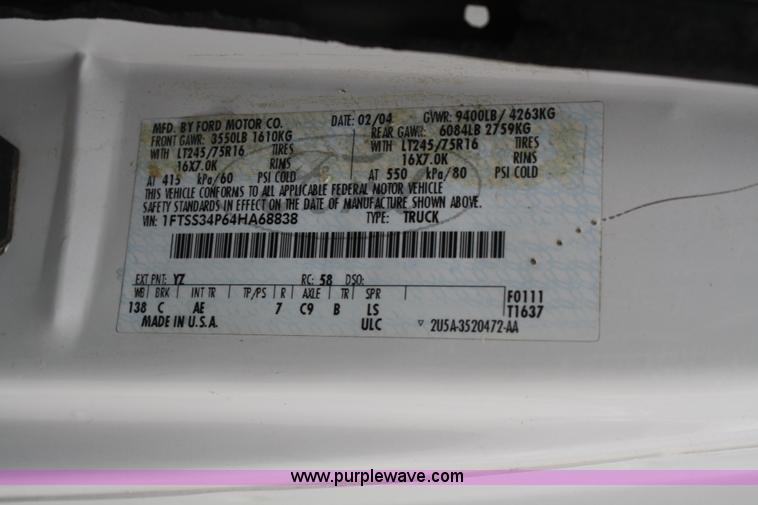 MFD. BY FORD MOTOR CO. DATE: 02/04 GVWR: 9400LB/ 4263KG
FRONT GAWR: 3550LB 1610KG REAR GAWR: 6084LB 2759KG
WITH LT245/75R16 TIRES WITH LT245/75R16 TIRES
16X7.0K RIMS 16X7.0K RIMS
AT 415 kPa/60 PSI COLD AT 550 kPa/80 PSI COLD
THIS VEHICLE CONFORMS TO ALL APPLICABLE FEDERAL MOTOR VEHICLE
SAFETY STANDARDS IN EFFECT ON THE DATE OF MANUFACTURE SHOWN ABOVE.
VIN: 1FTSS34P64HA68838 TYPE: TRUCK
EXT PNT: YZ RC: 58 DSO:
WB BRK INT TR TP/PS R AXLE TR SPR F0111
138 C AE 7 C9 B LS T1637
MADE IN U.S.A. ULC ▽ 2U5A-3520472-AA
www.purplewave.com